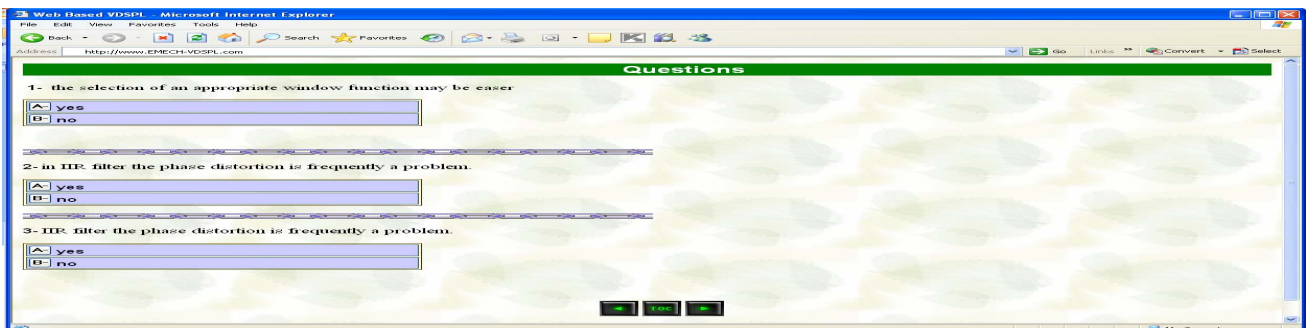 Web Based VDSPL - Microsoft Internet Explorer
File Edit View Favorites Tools Help
Back Search Favorites
Address http://www.EMECH-VDSPL.com Go Links Convert Select
Questions
1- the selection of an appropriate window function may be easer
A- yes
B- no
2- in IIR filter the phase distortion is frequently a problem.
A- yes
B- no
3- IIR filter the phase distortion is frequently a problem.
A- yes
B- no
TOC